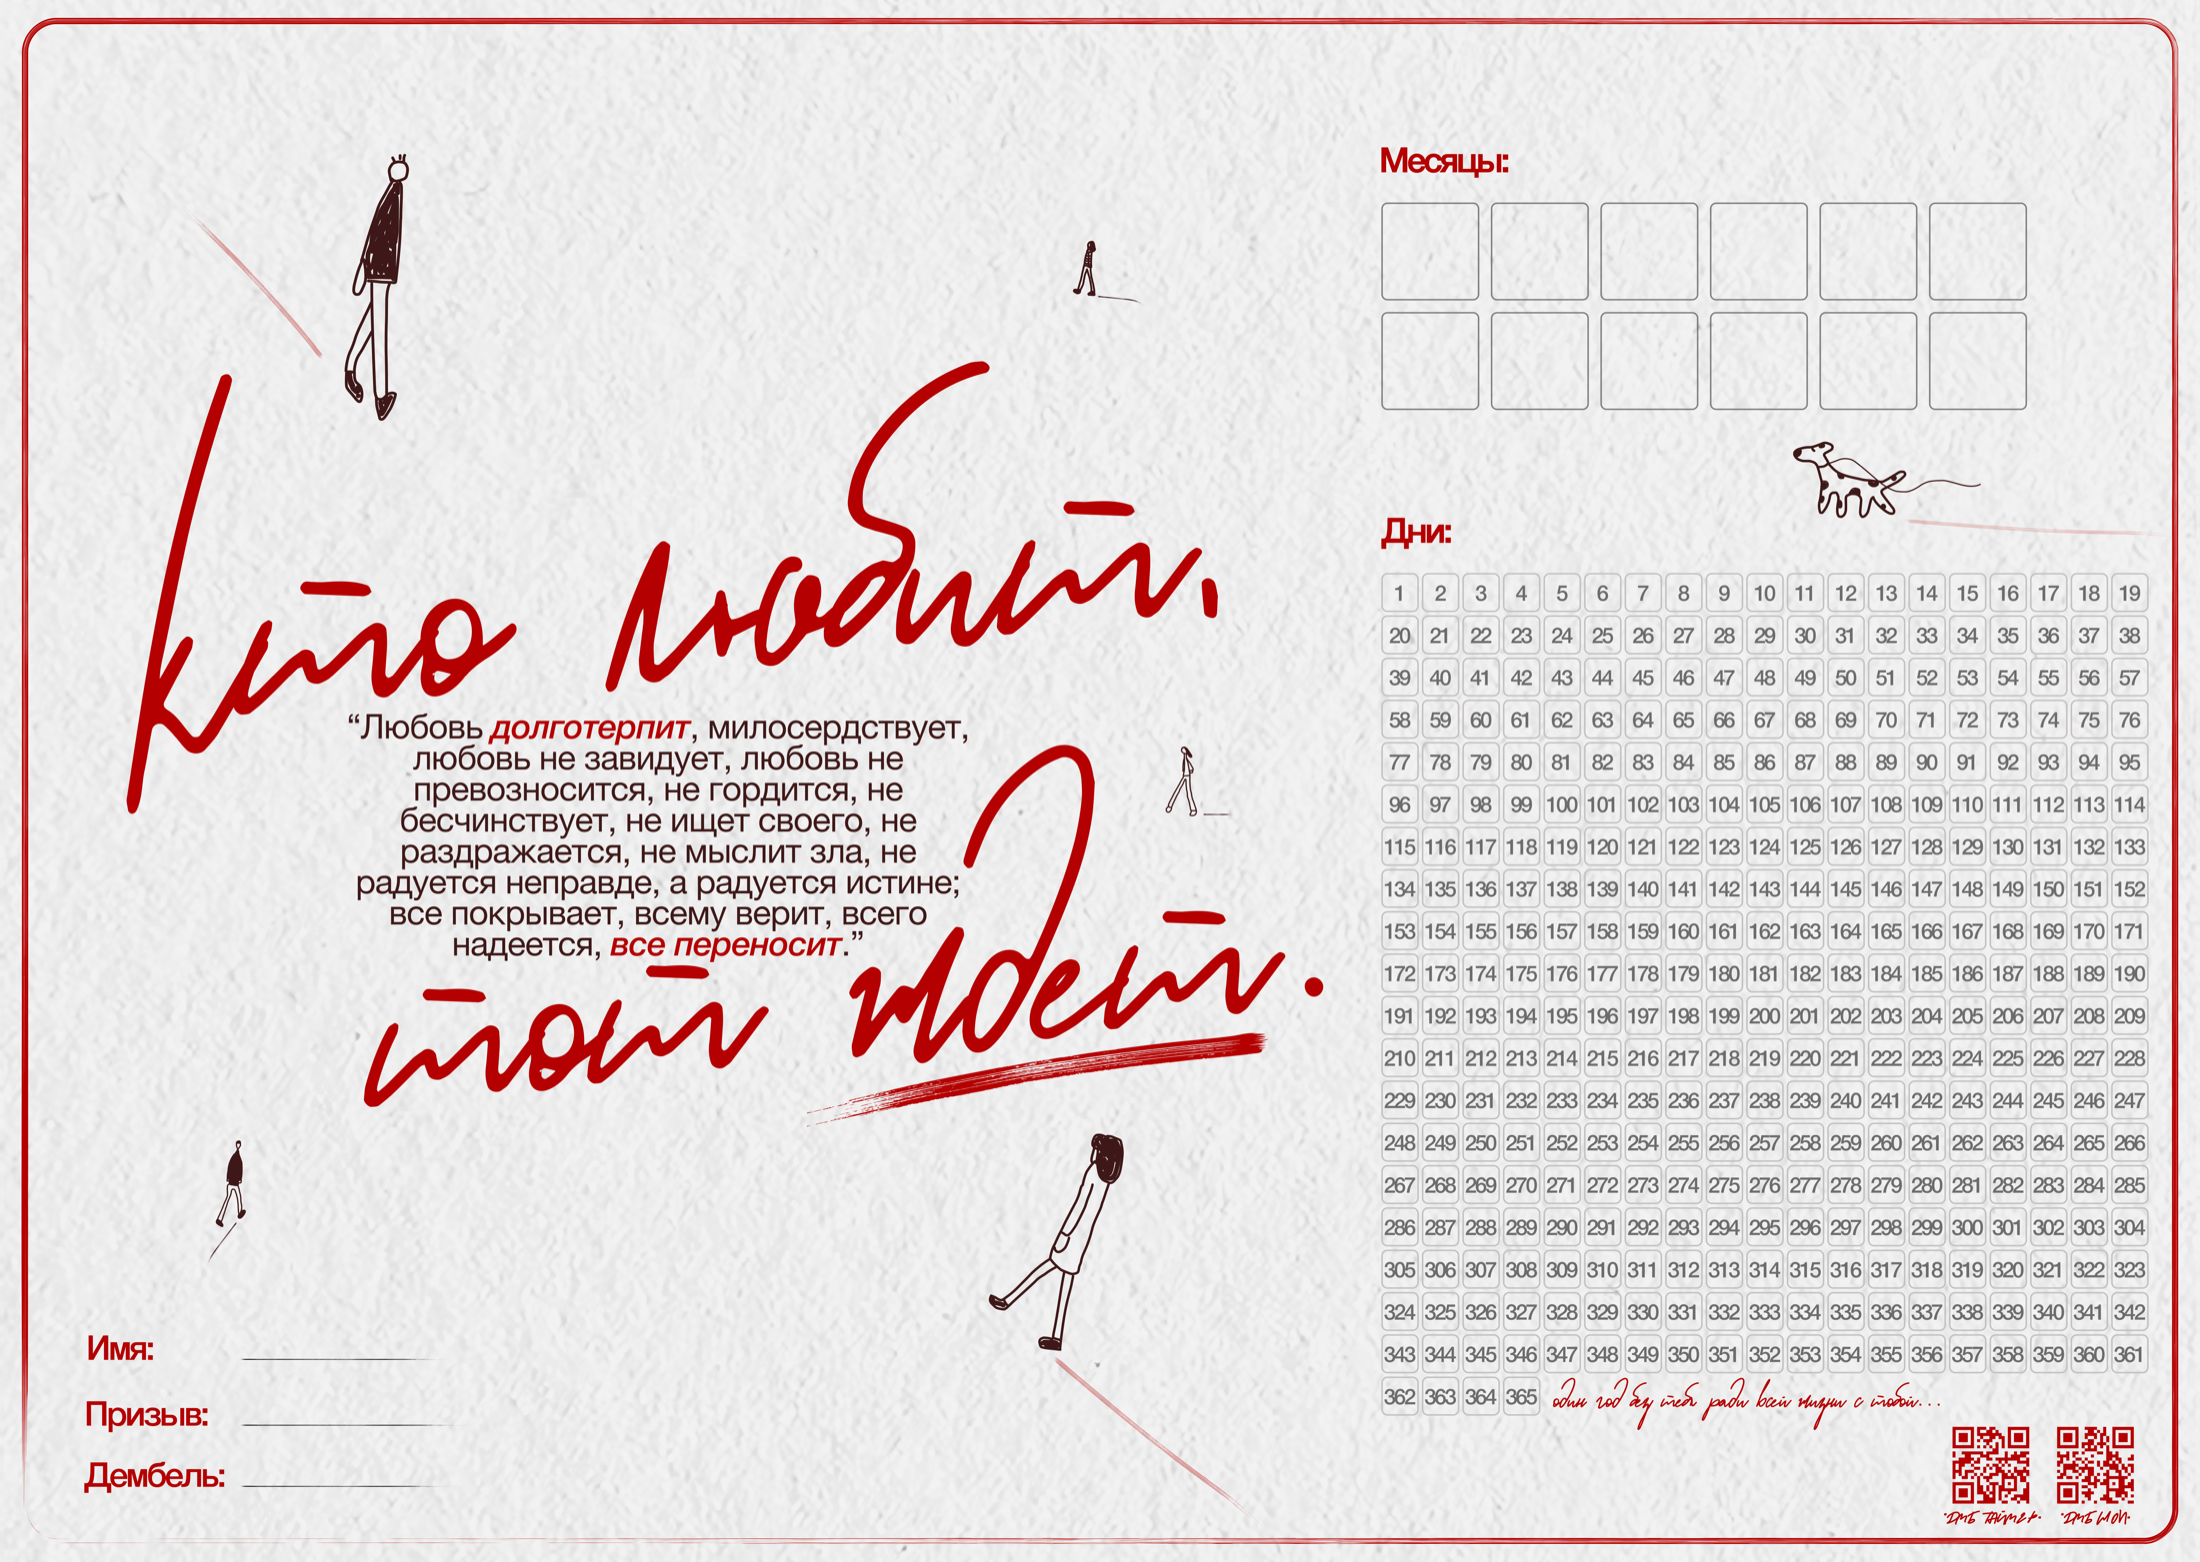 кто любит,
“Любовь долготерпит, милосердствует,
любовь не завидует, любовь не
превозносится, не гордится, не
бесчинствует, не ищет своего, не
раздражается, не мыслит зла, не
радуется неправде, а радуется истине;
все покрывает, всему верит, всего
надеется, все переносит.”
тот ждет.
Имя:
Призыв:
Дембель:
Месяцы:
Дни:
1 2 3 4 5 6 7 8 9 10 11 12 13 14 15 16 17 18 19
20 21 22 23 24 25 26 27 28 29 30 31 32 33 34 35 36 37 38
39 40 41 42 43 44 45 46 47 48 49 50 51 52 53 54 55 56 57
58 59 60 61 62 63 64 65 66 67 68 69 70 71 72 73 74 75 76
77 78 79 80 81 82 83 84 85 86 87 88 89 90 91 92 93 94 95
96 97 98 99 100 101 102 103 104 105 106 107 108 109 110 111 112 113 114
115 116 117 118 119 120 121 122 123 124 125 126 127 128 129 130 131 132 133
134 135 136 137 138 139 140 141 142 143 144 145 146 147 148 149 150 151 152
153 154 155 156 157 158 159 160 161 162 163 164 165 166 167 168 169 170 171
172 173 174 175 176 177 178 179 180 181 182 183 184 185 186 187 188 189 190
191 192 193 194 195 196 197 198 199 200 201 202 203 204 205 206 207 208 209
210 211 212 213 214 215 216 217 218 219 220 221 222 223 224 225 226 227 228
229 230 231 232 233 234 235 236 237 238 239 240 241 242 243 244 245 246 247
248 249 250 251 252 253 254 255 256 257 258 259 260 261 262 263 264 265 266
267 268 269 270 271 272 273 274 275 276 277 278 279 280 281 282 283 284 285
286 287 288 289 290 291 292 293 294 295 296 297 298 299 300 301 302 303 304
305 306 307 308 309 310 311 312 313 314 315 316 317 318 319 320 321 322 323
324 325 326 327 328 329 330 331 332 333 334 335 336 337 338 339 340 341 342
343 344 345 346 347 348 349 350 351 352 353 354 355 356 357 358 359 360 361
362 363 364 365 один год без тебя ради всей жизни с тобой...
·ДМБ ТАЙМЕР· ·ДМБ ШОП·